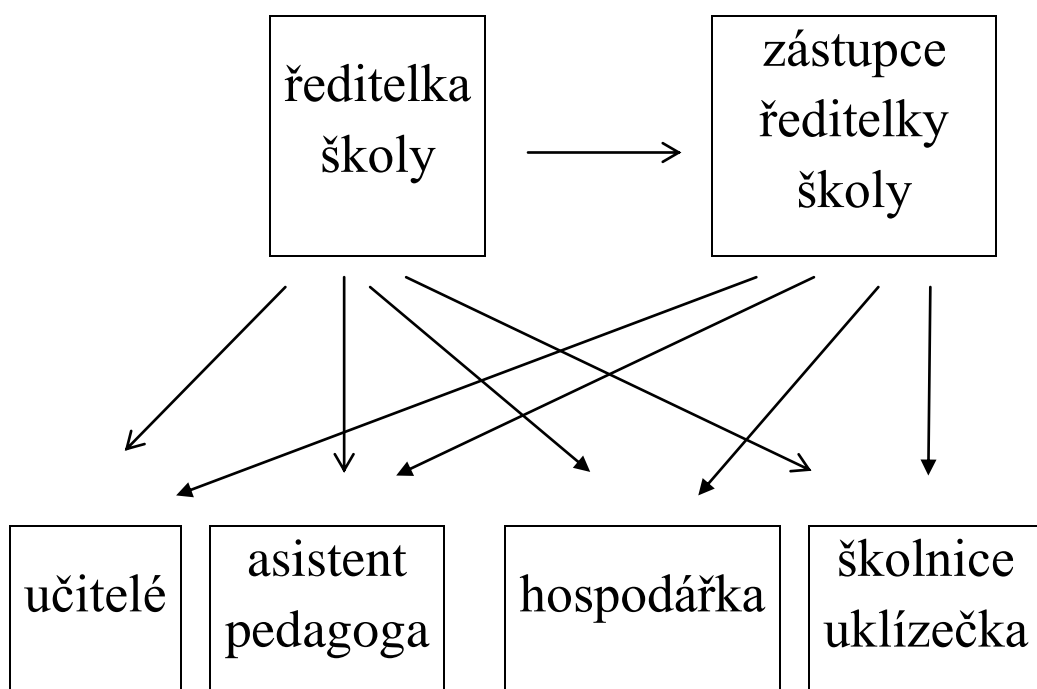 ředitelka
školy
zástupce
ředitelky
školy
učitelé
asistent
pedagoga
hospodářka
školnice
uklízečka